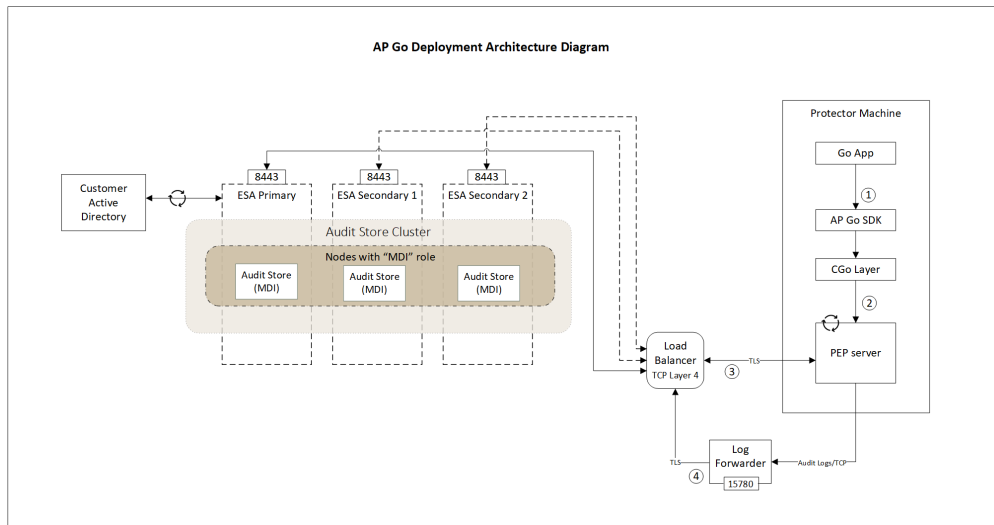 AP Go Deployment Architecture Diagram
Protector Machine
Go App
1
AP Go SDK
CGo Layer
2
PEP server
8443
8443
8443
ESA Primary
ESA Secondary 1
ESA Secondary 2
Customer
Active
Directory
Audit Store Cluster
Nodes with “MDI” role
Audit Store
(MDI)
Audit Store
(MDI)
Audit Store
(MDI)
Load
Balancer
TCP Layer 4
TLS
3
Log
Forwarder
15780
TLS
4
Audit Logs/TCP